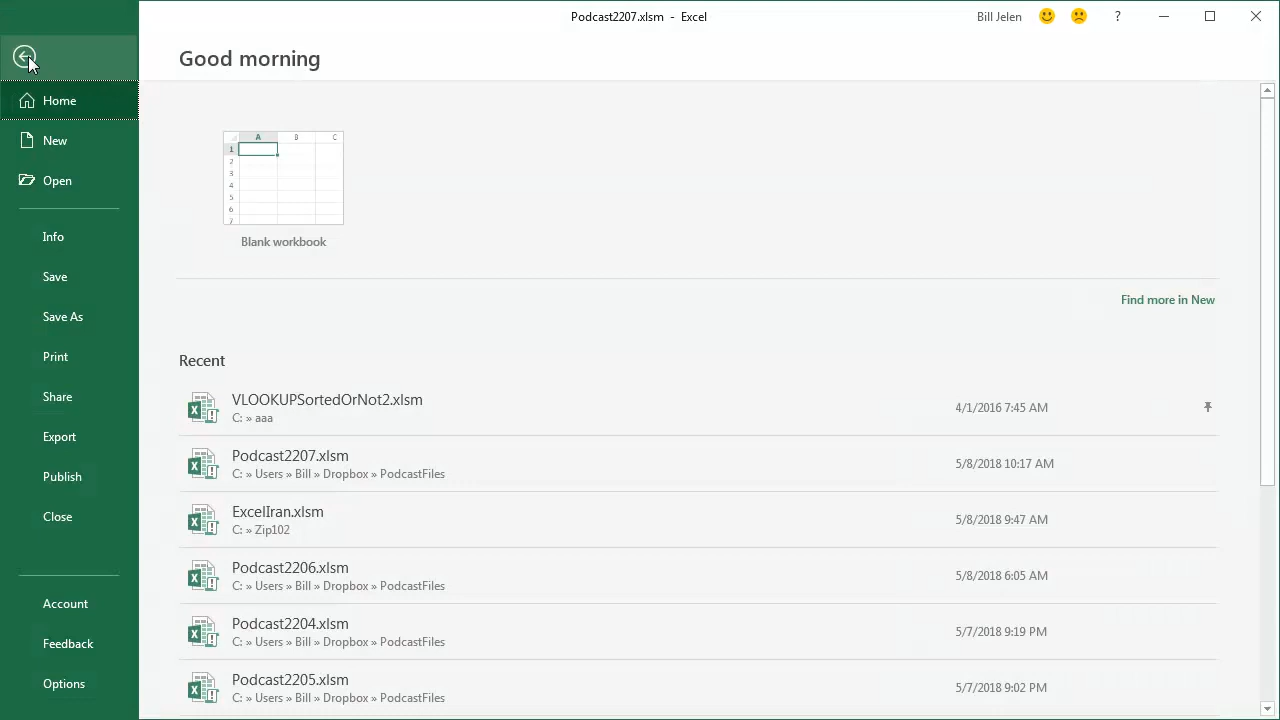 Podcast2207.xlsm - Excel
Bill Jelen
?
Good morning
Home
New
Open
Info
Save
Save As
Print
Share
Export
Publish
Close
Account
Feedback
Options
A B C
1
2
3
4
5
6
7
Blank workbook
Find more in New
Recent
VLOOKUPSortedOrNot2.xlsm
C: » aaa
4/1/2016 7:45 AM
Podcast2207.xlsm
C: » Users » Bill » Dropbox » PodcastFiles
5/8/2018 10:17 AM
ExcelIran.xlsm
C: » Zip102
5/8/2018 9:47 AM
Podcast2206.xlsm
C: » Users » Bill » Dropbox » PodcastFiles
5/8/2018 6:05 AM
Podcast2204.xlsm
C: » Users » Bill » Dropbox » PodcastFiles
5/7/2018 9:19 PM
Podcast2205.xlsm
C: » Users » Bill » Dropbox » PodcastFiles
5/7/2018 9:02 PM